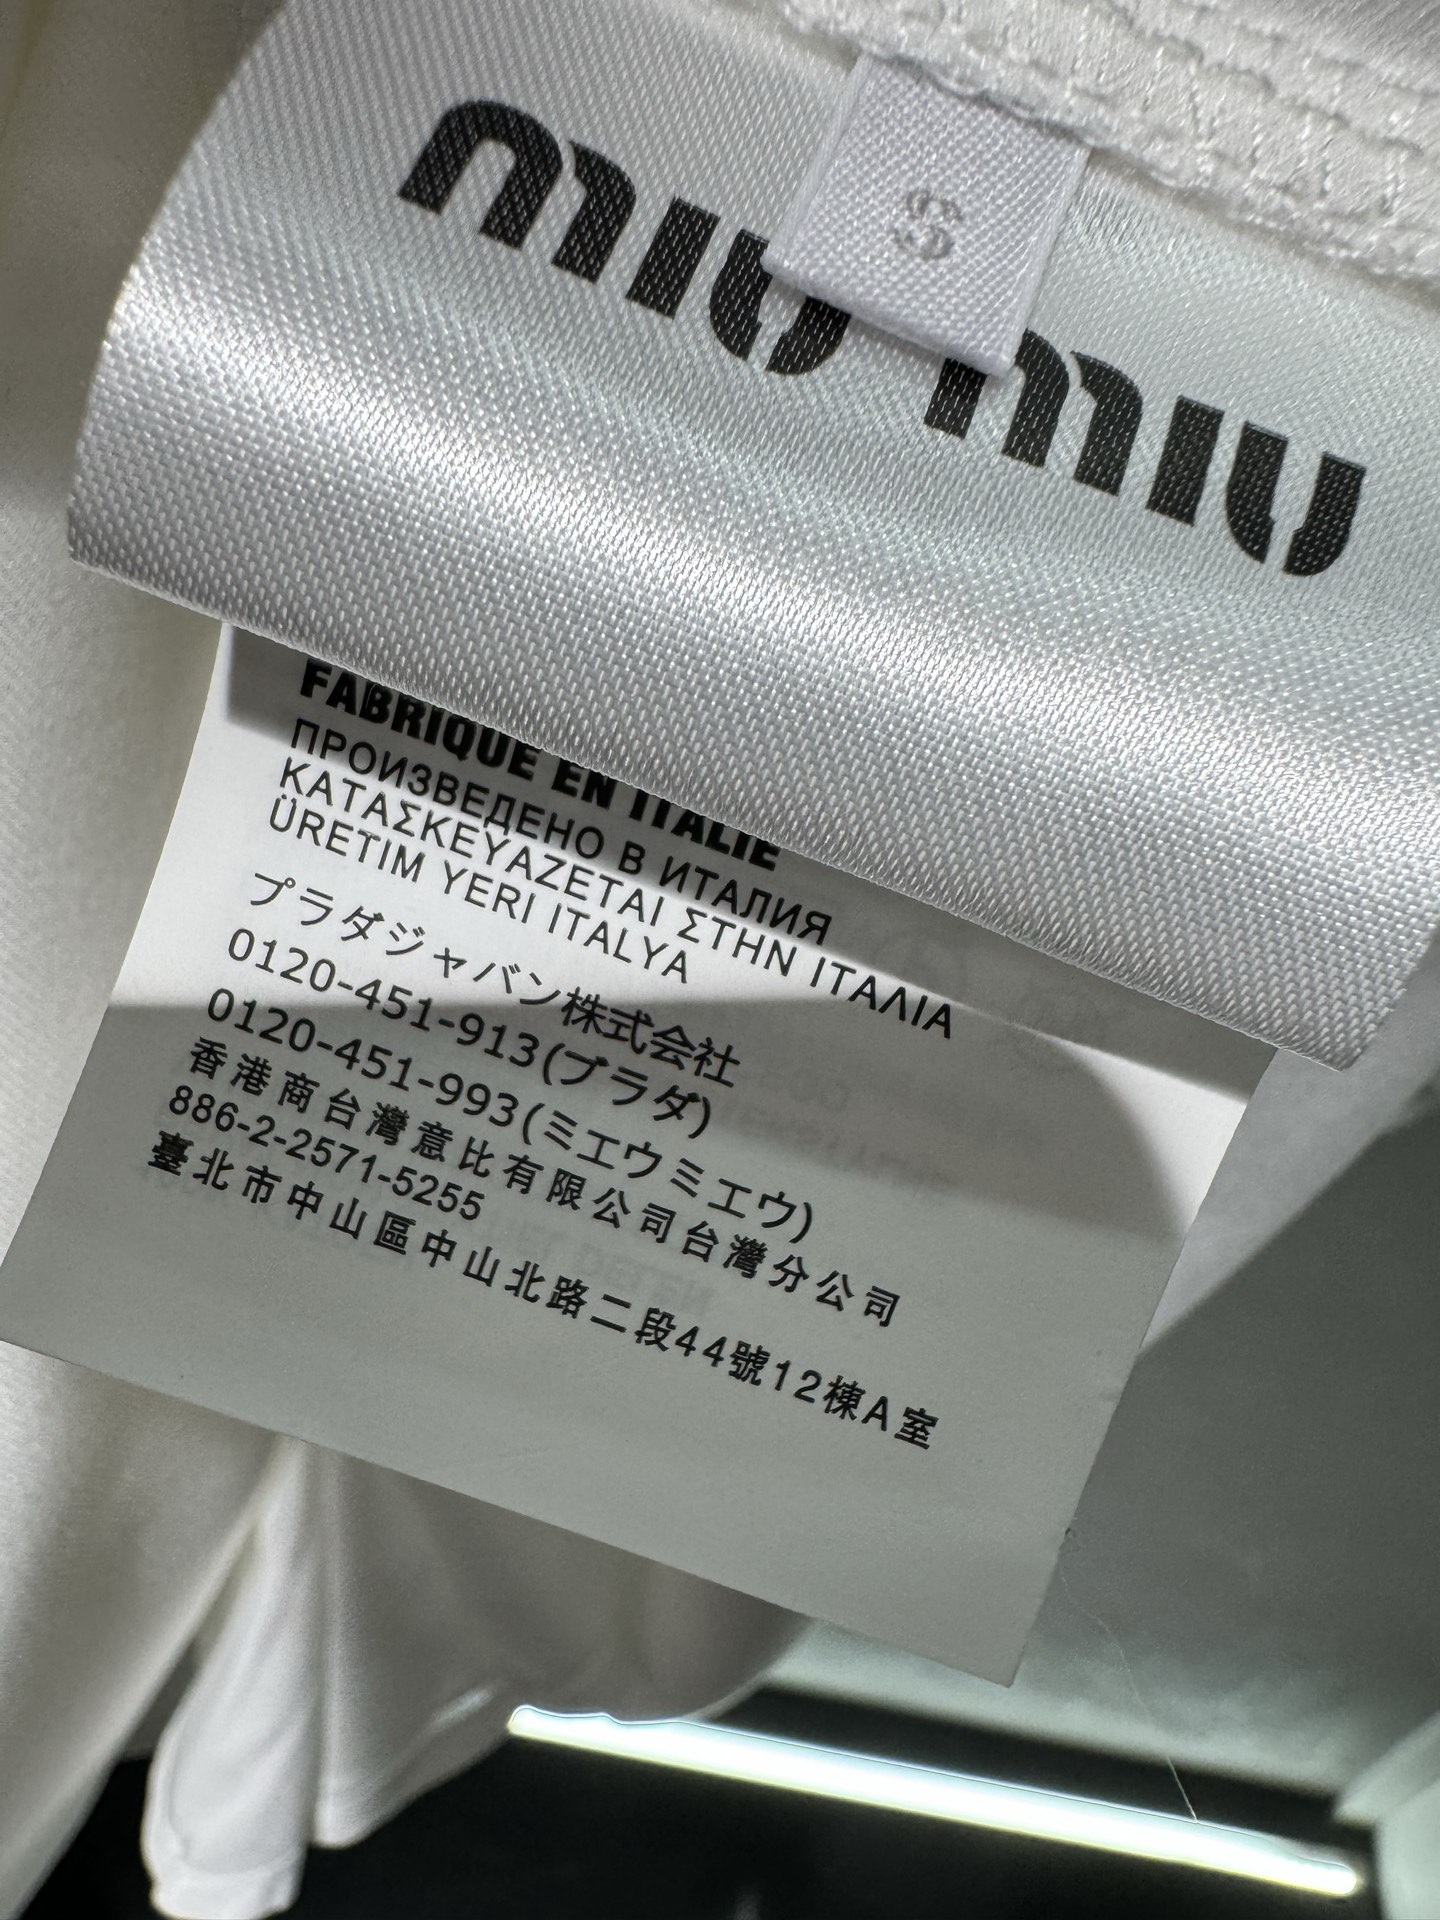 miu miu
S
FABRIQUE EN ITALIE
ПРОИЗВЕДЕНО В ИТАЛИЯ
ΚΑΤΑΣΚΕΥΑΖΕΤΑΙ ΣΤΗΝ ΙΤΑΛΙΑ
ÜRETIM YERI ITALYA
プラダジャバン株式会社
0120-451-913(プラダ)
0120-451-993(ミエウミエウ)
香港商台灣意比有限公司台灣分公司
886-2-2571-5255
臺北市中山區中山北路二段44號12棟A室